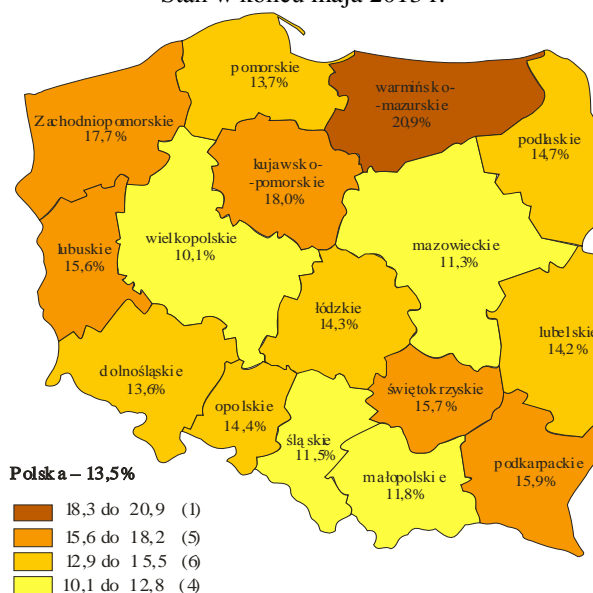 Stan w końcu maja 2013 r.
pomorskie
13,7%
warmińsko-
-mazurskie
20,9%
Zachodniopomorskie
17,7%
podlaskie
14,7%
kujawsko-
-pomorskie
18,0%
wielkopolskie
10,1%
mazowieckie
11,3%
lubuskie
15,6%
łódzkie
14,3%
lubelskie
14,2%
dolnośląskie
13,6%
świętokrzyskie
15,7%
opolskie
14,4%
śląskie
11,5%
małopolskie
11,8%
podkarpackie
15,9%
Polska – 13,5%
18,3 do 20,9 (1)
15,6 do 18,2 (5)
12,9 do 15,5 (6)
10,1 do 12,8 (4)